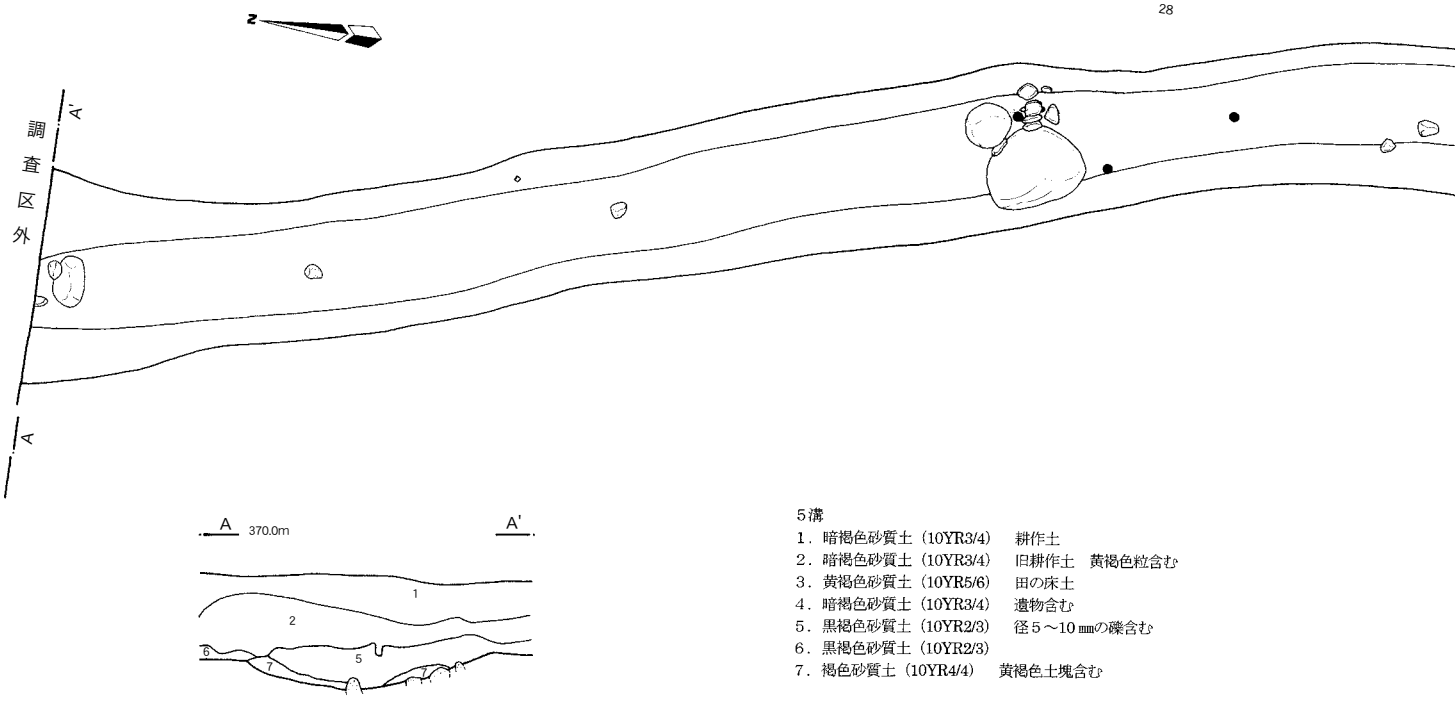 28
N
A'
調査区外
A
A 370.0m A'
1
2
5
6
7
7
5溝
1. 暗褐色砂質土 (10YR3/4) 耕作土
2. 暗褐色砂質土 (10YR3/4) 旧耕作土 黄褐色粒含む
3. 黄褐色砂質土 (10YR5/6) 田の床土
4. 暗褐色砂質土 (10YR3/4) 遺物含む
5. 黒褐色砂質土 (10YR2/3) 径5~10㎜の礫含む
6. 黒褐色砂質土 (10YR2/3)
7. 褐色砂質土 (10YR4/4) 黄褐色土塊含む